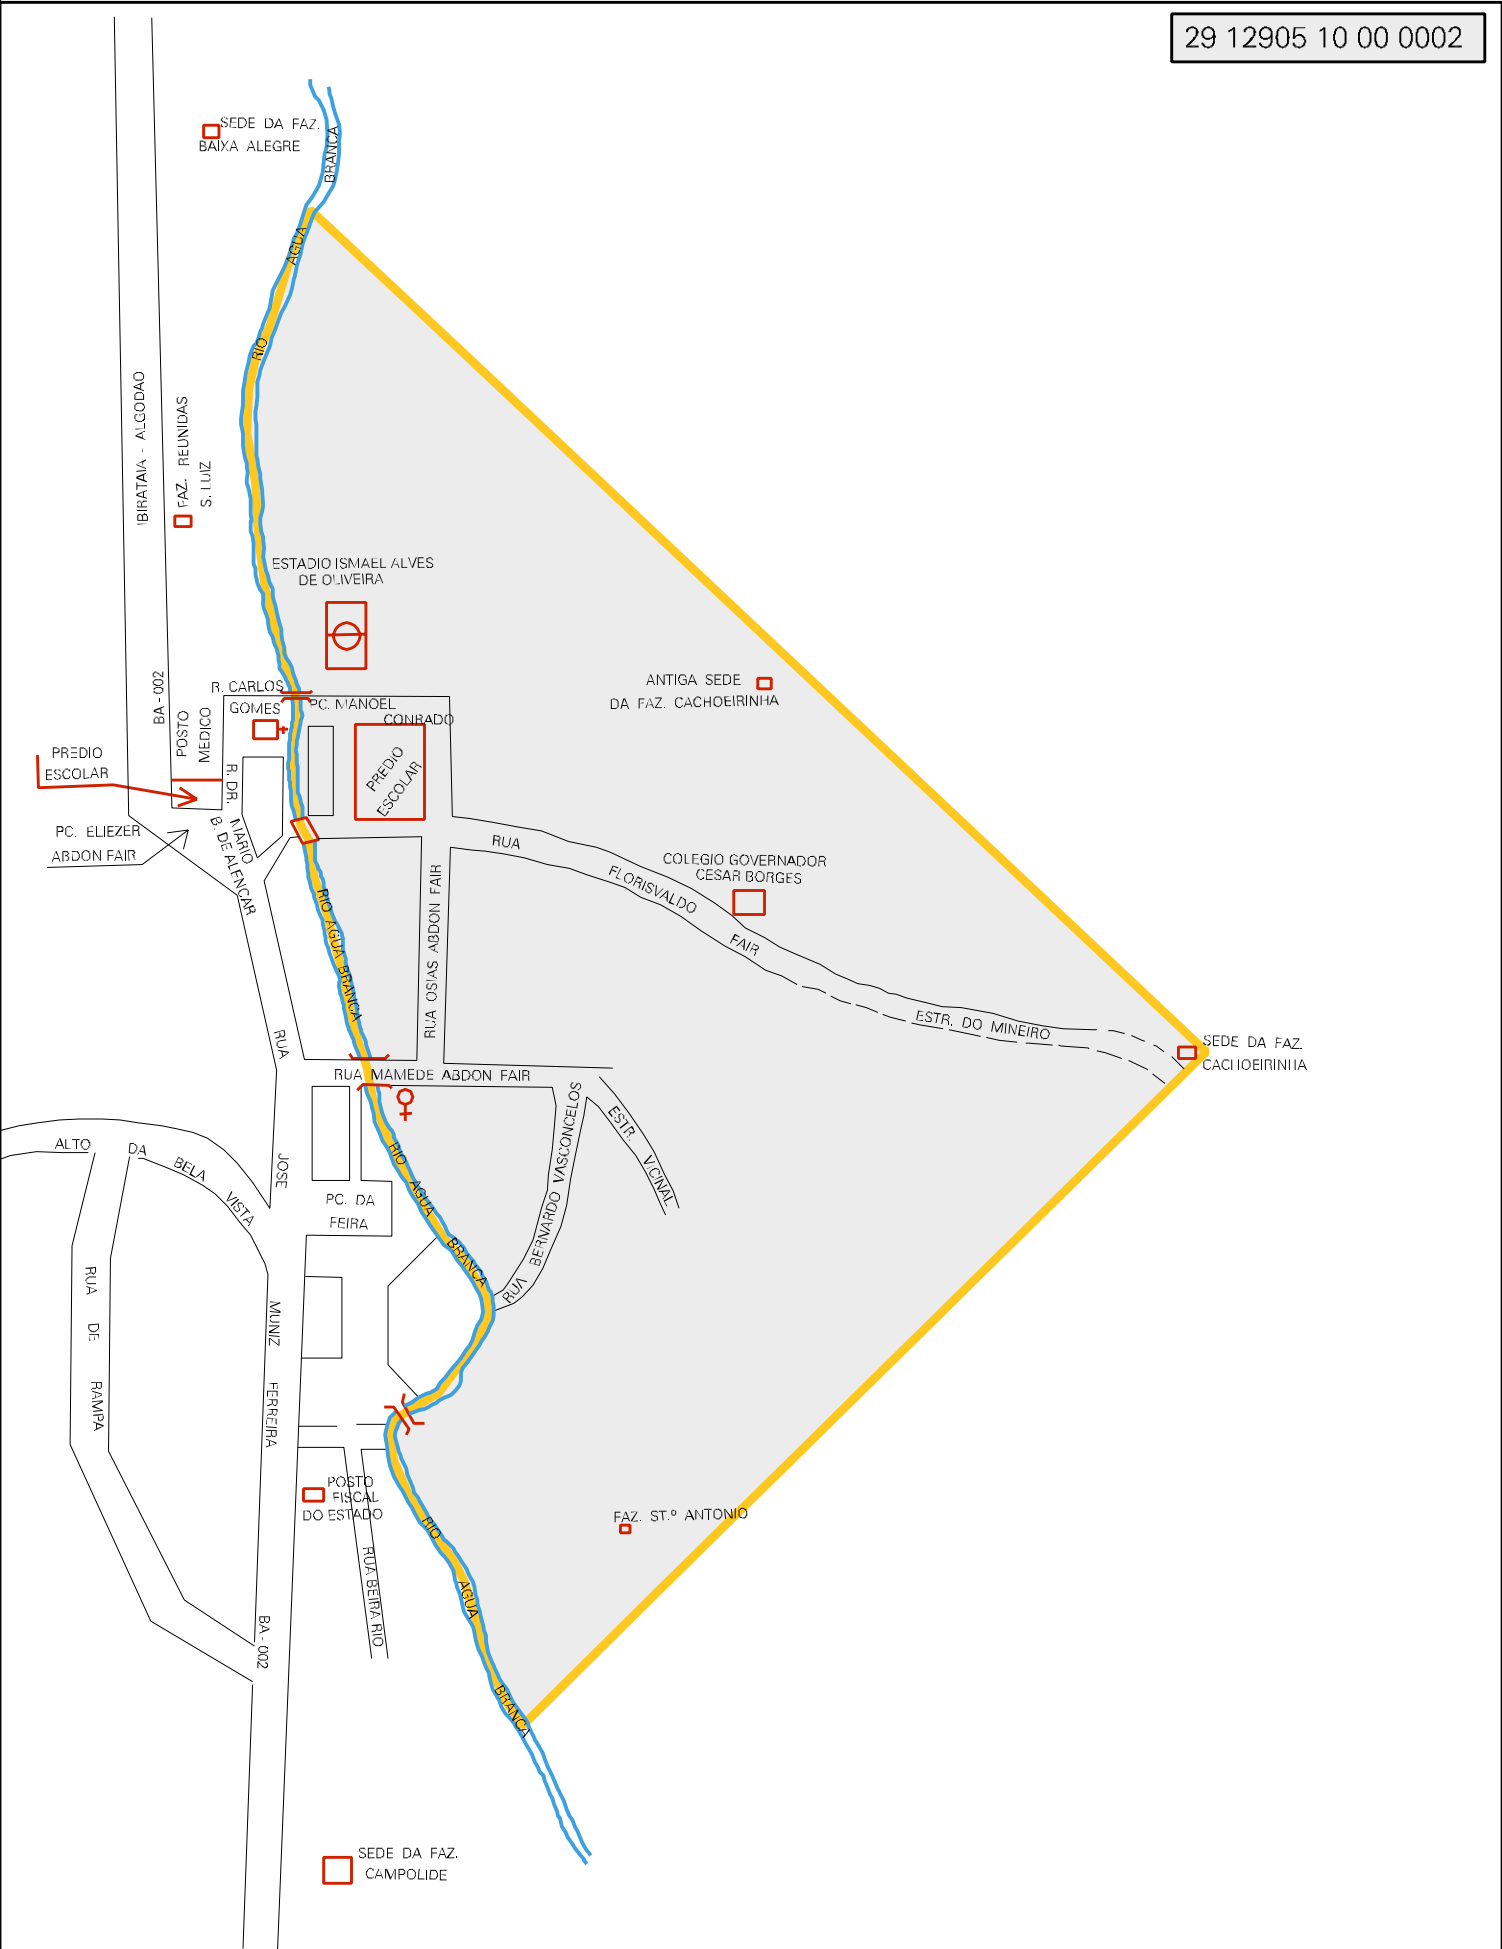 29 12905 10 00 0002
SEDE DA FAZ.
BAIXA ALEGRE
BRANCA
AGUA
RIO
IBIRATAIA - ALGODAO
FAZ. REUNIDAS
S. LUIZ
ESTADIO ISMAEL ALVES
DE OLIVEIRA
BA - 002
R. CARLOS
GOMES
PC. MANOEL
CONRADO
ANTIGA SEDE
DA FAZ. CACHOEIRINHA
POSTO
MEDICO
PREDIO
ESCOLAR
PREDIO
ESCOLAR
R. DR.
MARIO
B. DE ALENCAR
PC. ELIEZER
ABDON FAIR
RUA
FLORISVALDO
FAIR
COLEGIO GOVERNADOR
CESAR BORGES
RUA OSIAS ABDON FAIR
RIO AGUA BRANCA
ESTR. DO MINEIRO
SEDE DA FAZ.
CACHOEIRINHA
RUA
JOSE
MUNIZ
FERREIRA
RUA MAMEDE ABDON FAIR
RUA BERNARDO VASCONCELOS
ESTR. VICINAL
ALTO DA BELA VISTA
PC. DA
FEIRA
RIO AGUA BRANCA
RUA DE RAMPA
POSTO
FISCAL
DO ESTADO
FAZ. ST.º ANTONIO
RUA BEIRA RIO
RIO AGUA BRANCA
BA - 002
SEDE DA FAZ.
CAMPOLIDE